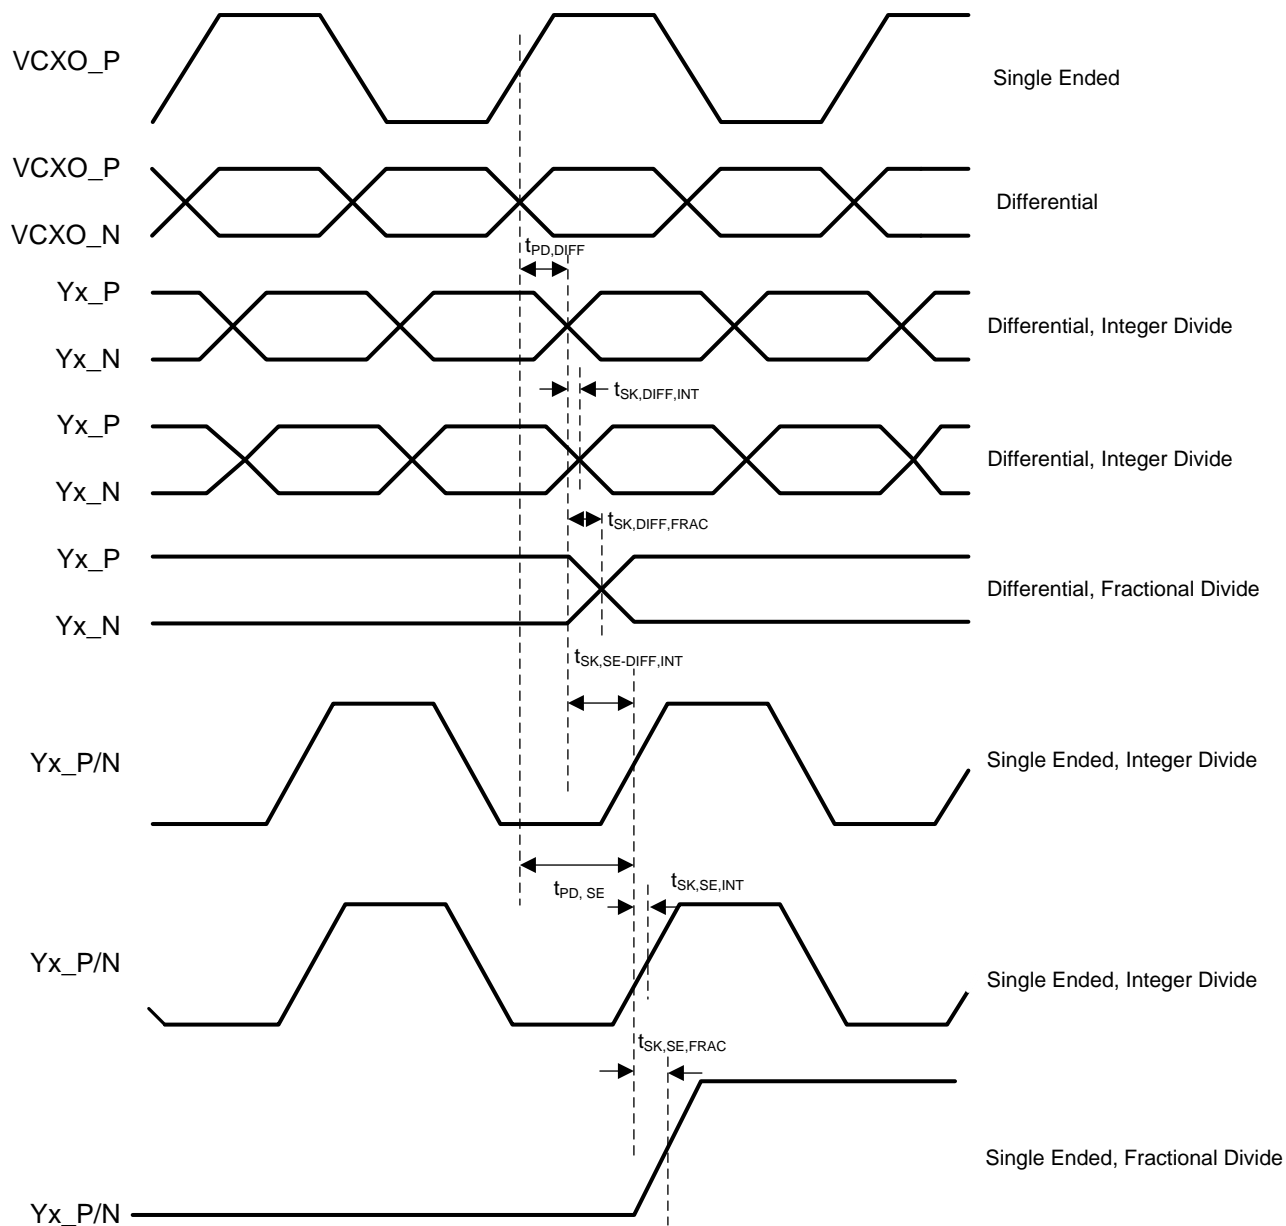 VCXO_P
Single Ended
VCXO_P
Differential
VCXO_N
tPD,DIFF
Yx_P
Differential, Integer Divide
Yx_N
tSK,DIFF,INT
Yx_P
Differential, Integer Divide
Yx_N
tSK,DIFF,FRAC
Yx_P
Differential, Fractional Divide
Yx_N
tSK,SE-DIFF,INT
Yx_P/N
Single Ended, Integer Divide
tPD, SE
tSK,SE,INT
Yx_P/N
Single Ended, Integer Divide
tSK,SE,FRAC
Single Ended, Fractional Divide
Yx_P/N